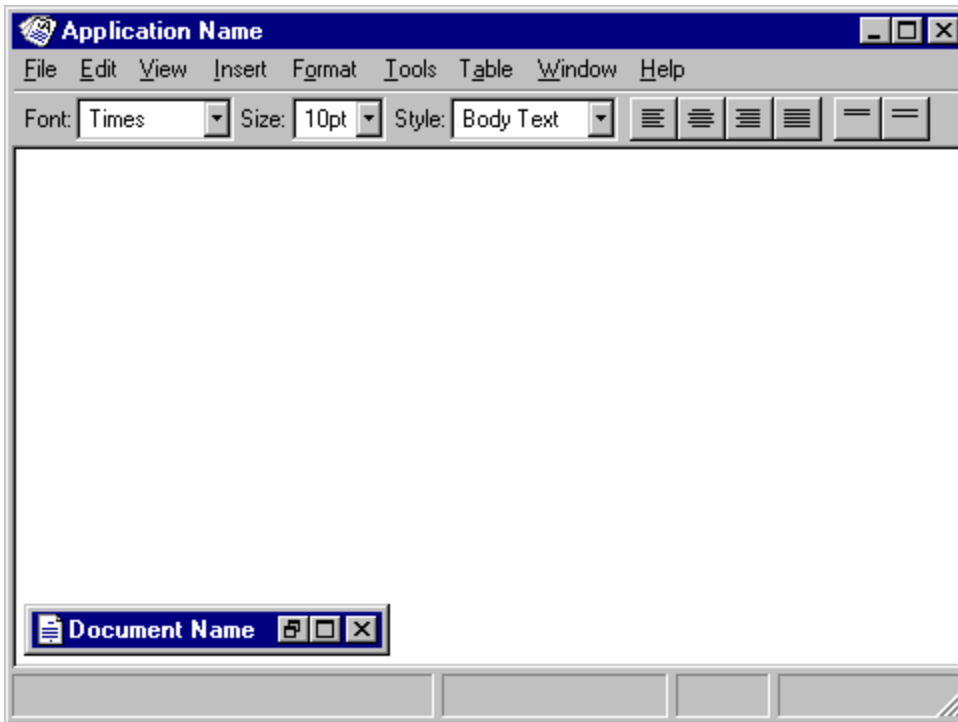 Application Name
File Edit View Insert Format Tools Table Window Help
Font: Times Size: 10pt Style: Body Text
Document Name